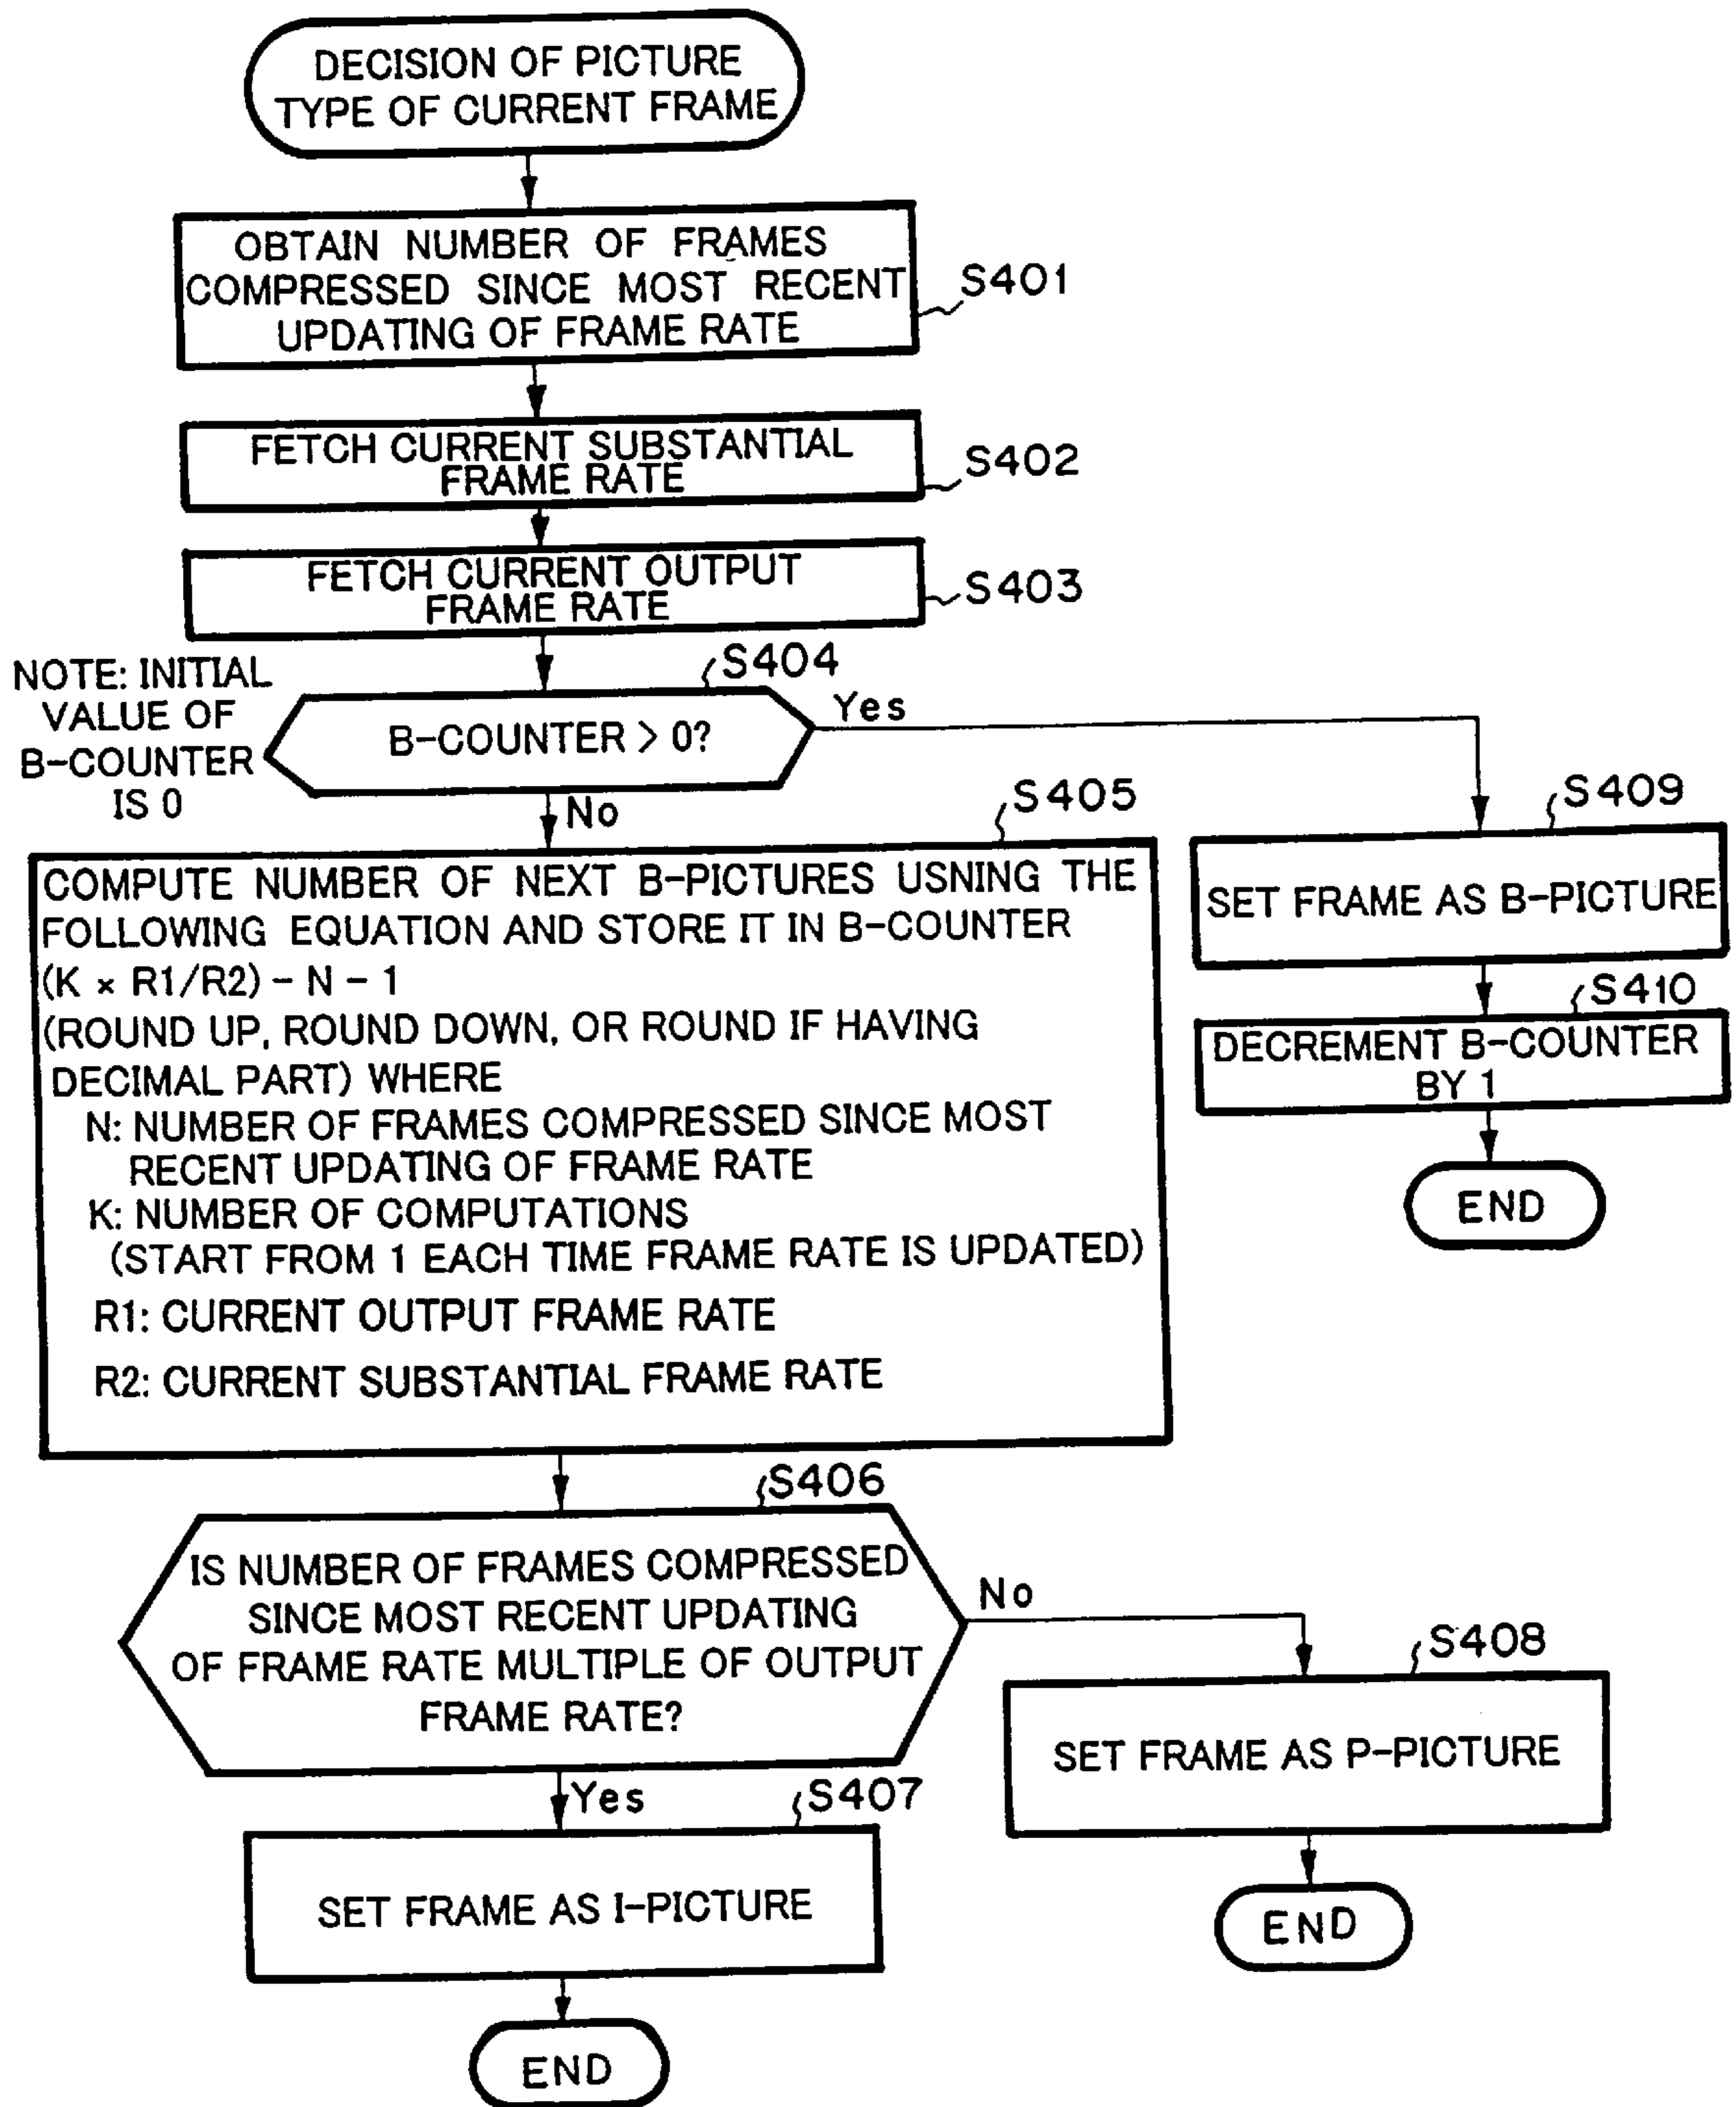 DECISION OF PICTURE
TYPE OF CURRENT FRAME
OBTAIN NUMBER OF FRAMES
COMPRESSED SINCE MOST RECENT
UPDATING OF FRAME RATE
S401
FETCH CURRENT SUBSTANTIAL
FRAME RATE
S402
FETCH CURRENT OUTPUT
FRAME RATE
S403
NOTE: INITIAL
VALUE OF
B-COUNTER
IS 0
S404
B-COUNTER > 0?
Yes
No
S405
COMPUTE NUMBER OF NEXT B-PICTURES USNING THE
FOLLOWING EQUATION AND STORE IT IN B-COUNTER
(K × R1/R2) – N – 1
(ROUND UP, ROUND DOWN, OR ROUND IF HAVING
DECIMAL PART) WHERE
N: NUMBER OF FRAMES COMPRESSED SINCE MOST
RECENT UPDATING OF FRAME RATE
K: NUMBER OF COMPUTATIONS
(START FROM 1 EACH TIME FRAME RATE IS UPDATED)
R1: CURRENT OUTPUT FRAME RATE
R2: CURRENT SUBSTANTIAL FRAME RATE
S409
SET FRAME AS B-PICTURE
S410
DECREMENT B-COUNTER
BY 1
END
S406
IS NUMBER OF FRAMES COMPRESSED
SINCE MOST RECENT UPDATING
OF FRAME RATE MULTIPLE OF OUTPUT
FRAME RATE?
No
S408
SET FRAME AS P-PICTURE
END
Yes
S407
SET FRAME AS I-PICTURE
END